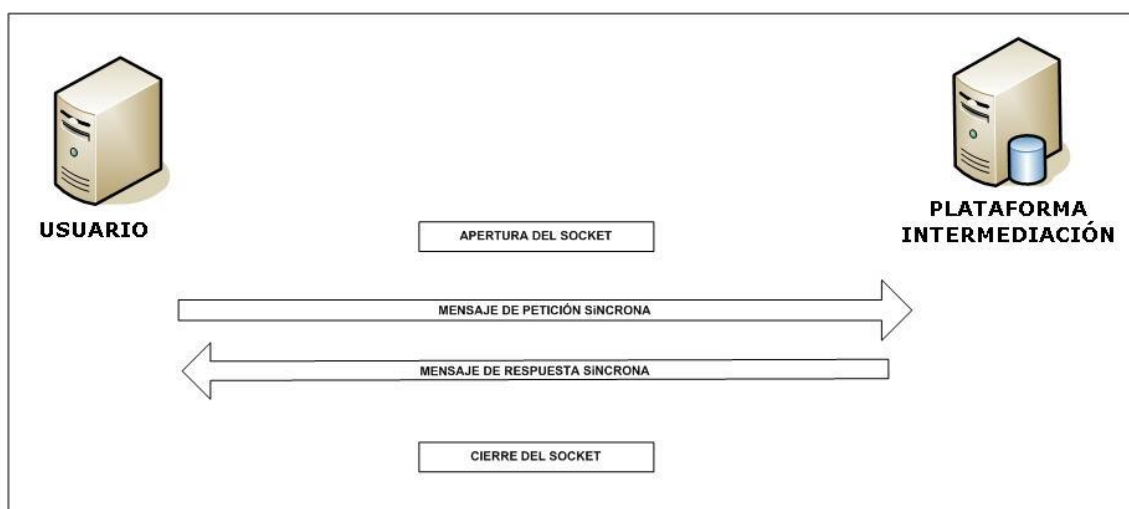 USUARIO
PLATAFORMA
INTERMEDIACIÓN
APERTURA DEL SOCKET
MENSAJE DE PETICIÓN SíNCRONA
MENSAJE DE RESPUESTA SíNCRONA
CIERRE DEL SOCKET